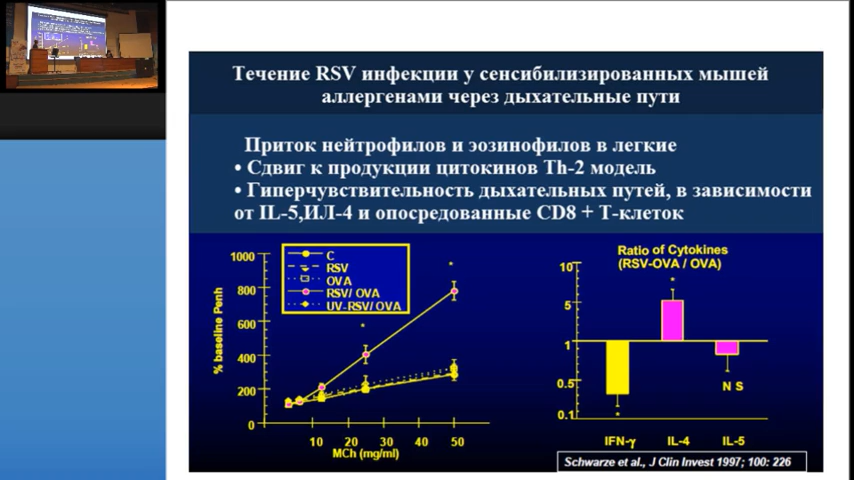 Течение RSV инфекции у сенсибилизированных мышей
аллергенами через дыхательные пути
Приток нейтрофилов и эозинофилов в легкие
• Сдвиг к продукции цитокинов Th-2 модель
• Гиперчувствительность дыхательных путей, в зависимости
от IL-5,ИЛ-4 и опосредованные CD8 + Т-клеток
C
RSV
OVA
RSV/ OVA
UV-RSV/ OVA
% baseline Penh
1000
800
600
400
200
0
10
20
30
40
50
MCh (mg/ml)
*
*
Ratio of Cytokines
(RSV-OVA / OVA)
10
5
1
0.5
0.1
*
*
N S
IFN-γ
IL-4
IL-5
Schwarze et al., J Clin Invest 1997; 100: 226